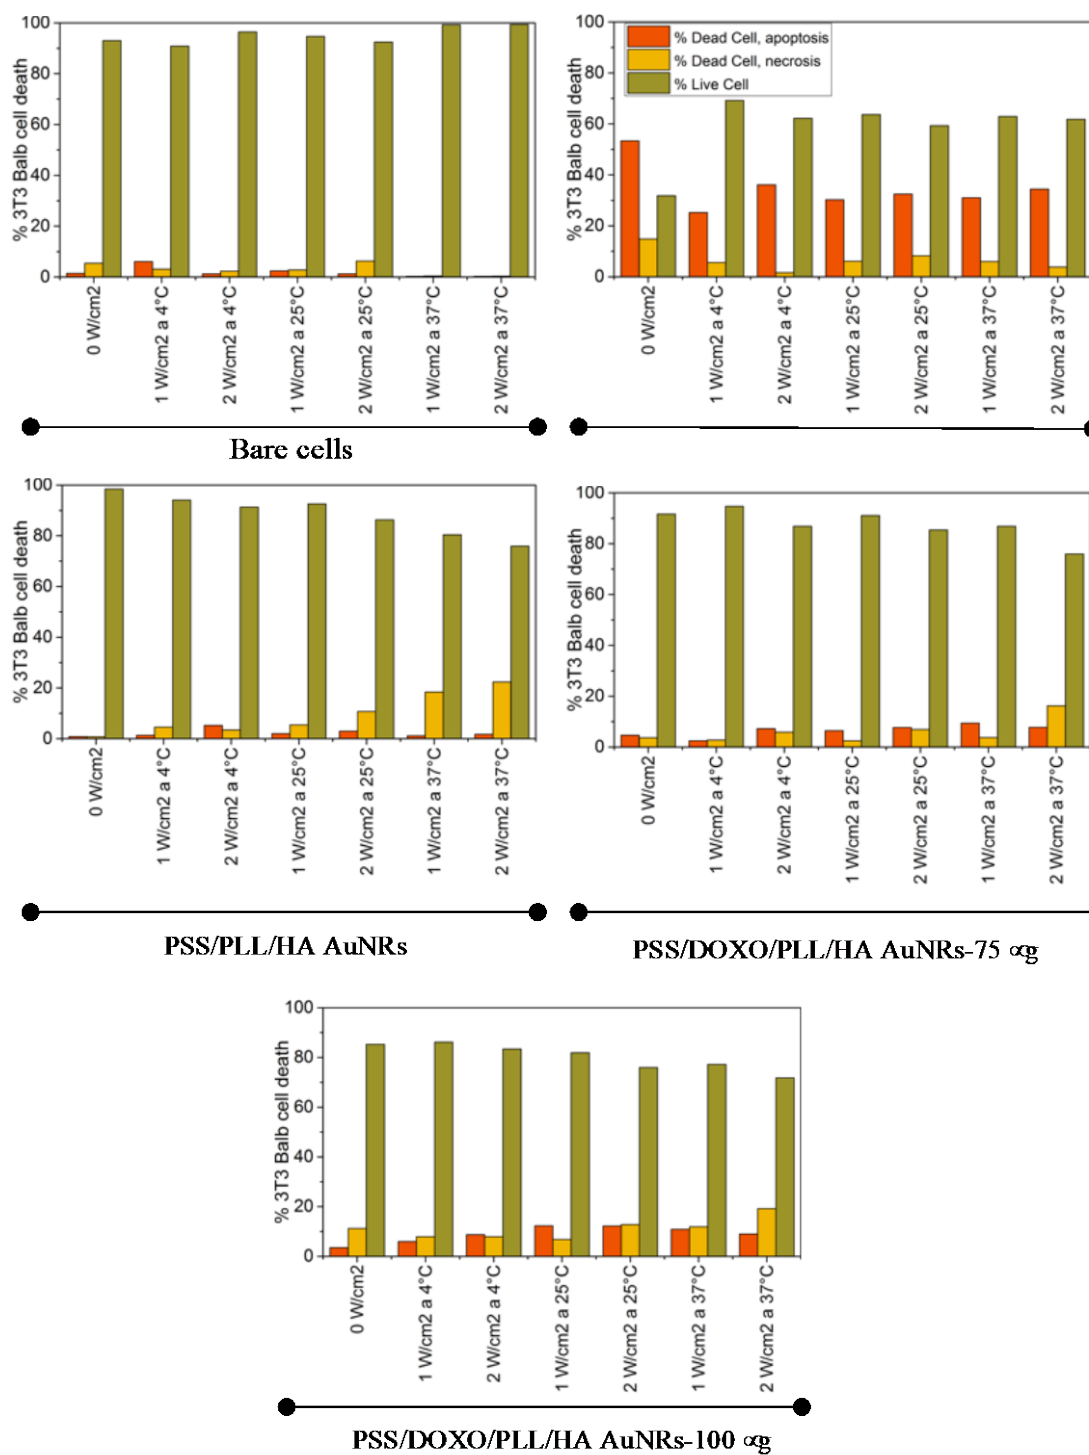 % 3T3 Balb cell death
100
80
60
40
20
0
0 W/cm2
1 W/cm2 a 4°C
2 W/cm2 a 4°C
1 W/cm2 a 25°C
2 W/cm2 a 25°C
1 W/cm2 a 37°C
2 W/cm2 a 37°C
Bare cells
% 3T3 Balb cell death
100
80
60
40
20
0
% Dead Cell, apoptosis
% Dead Cell, necrosis
% Live Cell
0 W/cm2
1 W/cm2 a 4°C
2 W/cm2 a 4°C
1 W/cm2 a 25°C
2 W/cm2 a 25°C
1 W/cm2 a 37°C
2 W/cm2 a 37°C
% 3T3 Balb cell death
100
80
60
40
20
0
0 W/cm2
1 W/cm2 a 4°C
2 W/cm2 a 4°C
1 W/cm2 a 25°C
2 W/cm2 a 25°C
1 W/cm2 a 37°C
2 W/cm2 a 37°C
PSS/PLL/HA AuNRs
% 3T3 Balb cell death
100
80
60
40
20
0
0 W/cm2
1 W/cm2 a 4°C
2 W/cm2 a 4°C
1 W/cm2 a 25°C
2 W/cm2 a 25°C
1 W/cm2 a 37°C
2 W/cm2 a 37°C
PSS/DOXO/PLL/HA AuNRs-75 αg
% 3T3 Balb cell death
100
80
60
40
20
0
0 W/cm2
1 W/cm2 a 4°C
2 W/cm2 a 4°C
1 W/cm2 a 25°C
2 W/cm2 a 25°C
1 W/cm2 a 37°C
2 W/cm2 a 37°C
PSS/DOXO/PLL/HA AuNRs-100 αg